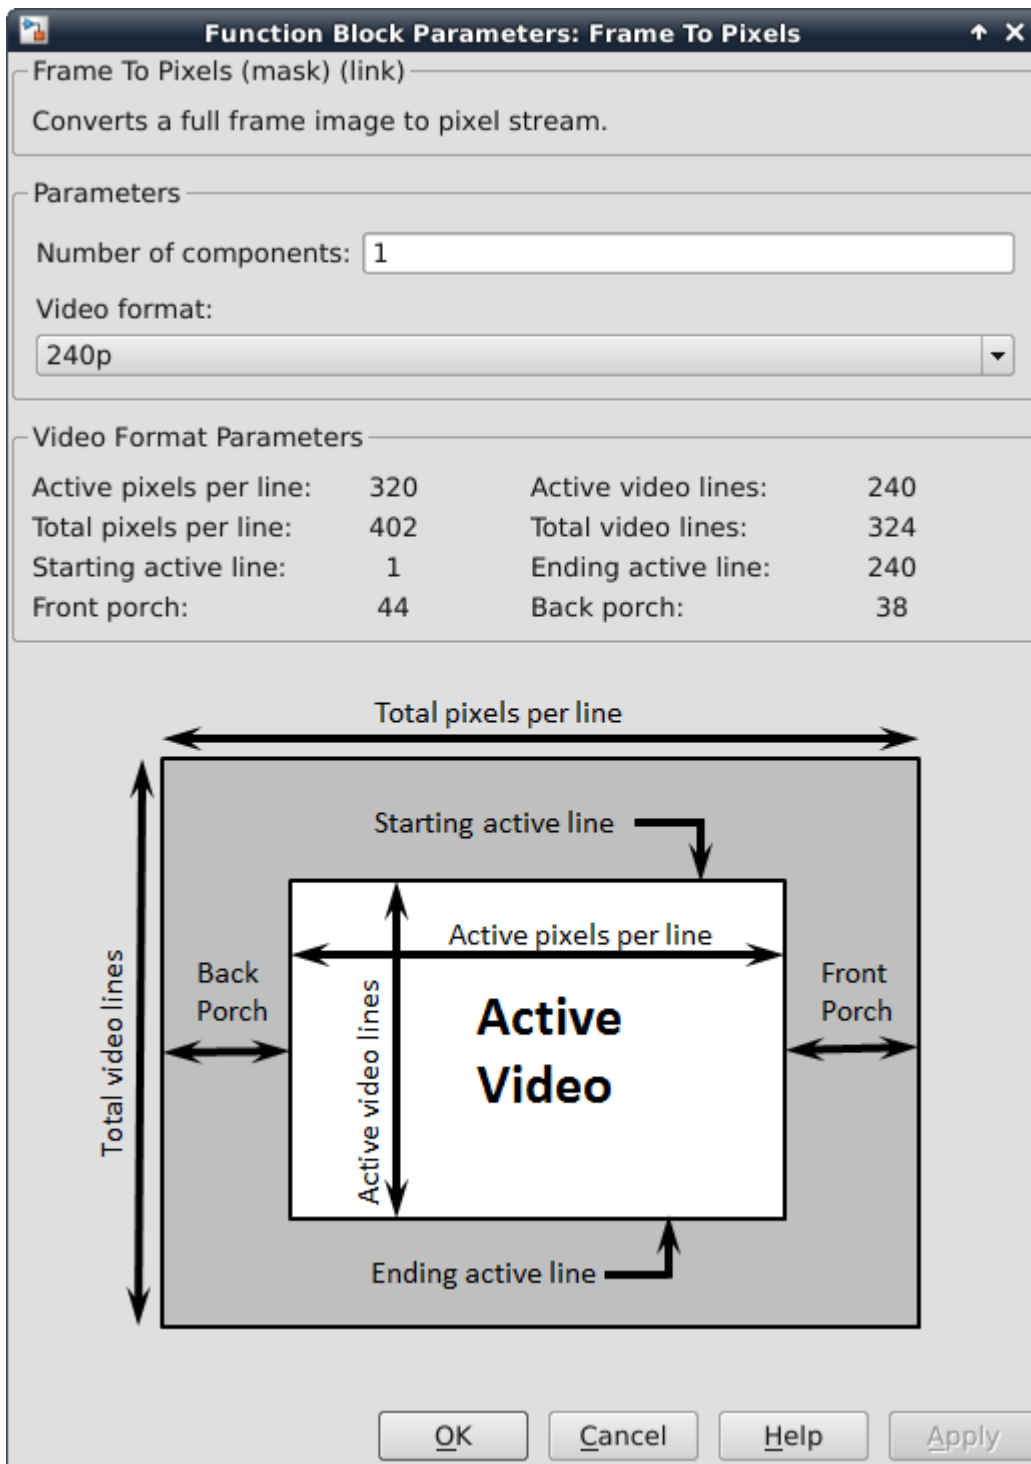 Function Block Parameters: Frame To Pixels
Frame To Pixels (mask) (link)
Converts a full frame image to pixel stream.
Parameters
Number of components: 1
Video format:
240p
Video Format Parameters
Active pixels per line: 320 Active video lines: 240
Total pixels per line: 402 Total video lines: 324
Starting active line: 1 Ending active line: 240
Front porch: 44 Back porch: 38
Total pixels per line
Starting active line
Active pixels per line
Back
Porch
Front
Porch
Total video lines
Active video lines
Active
Video
Ending active line
OK Cancel Help Apply